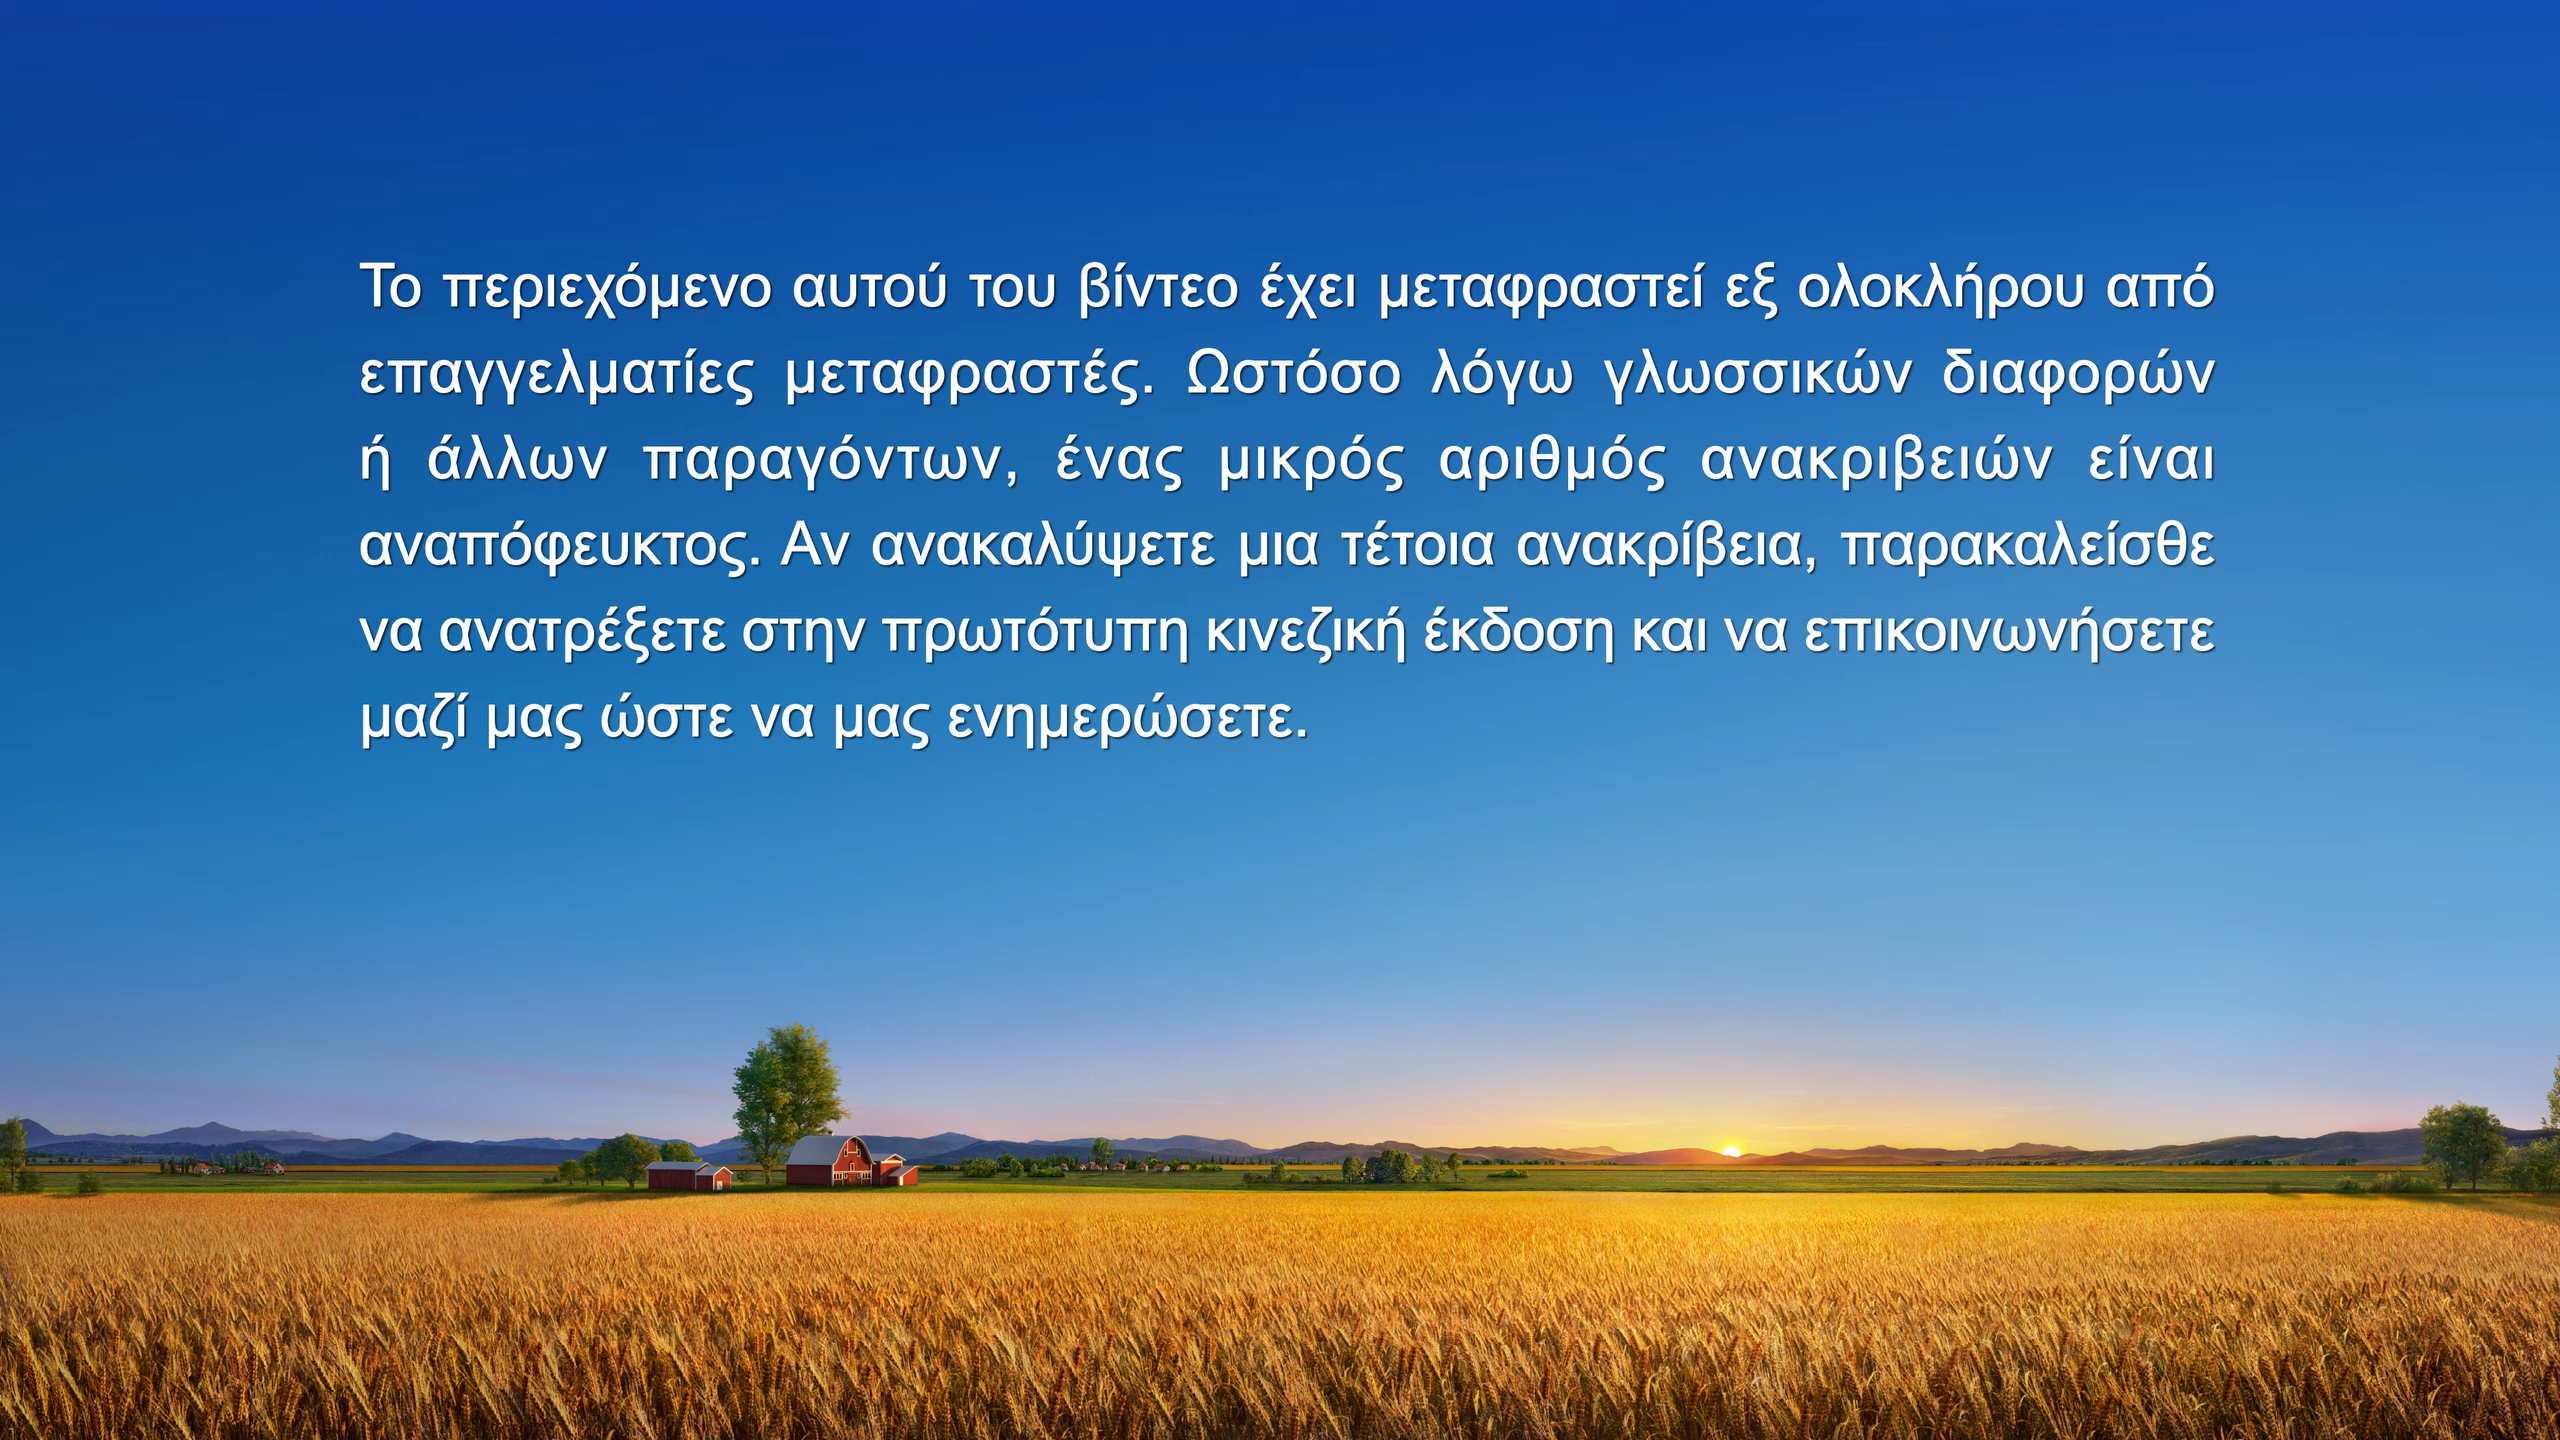 Το περιεχόμενο αυτού του βίντεο έχει μεταφραστεί εξ ολοκλήρου από
επαγγελματίες μεταφραστές. Ωστόσο λόγω γλωσσικών διαφορών
ή άλλων παραγόντων, ένας μικρός αριθμός ανακριβειών είναι
αναπόφευκτος. Αν ανακαλύψετε μια τέτοια ανακρίβεια, παρακαλείσθε
να ανατρέξετε στην πρωτότυπη κινεζική έκδοση και να επικοινωνήσετε
μαζί μας ώστε να μας ενημερώσετε.